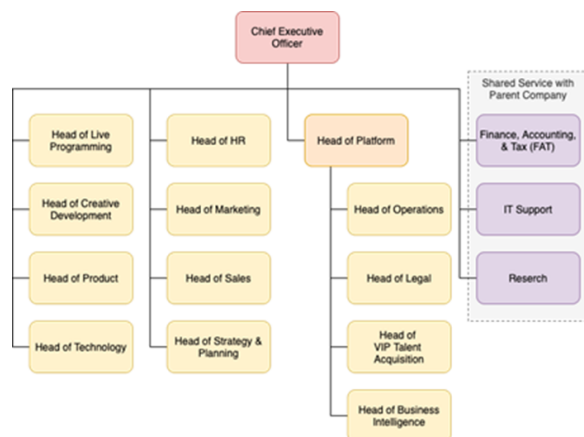 Chief Executive
Officer
Shared Service with
Parent Company
Head of Live
Programming
Head of HR
Head of Platform
Finance, Accounting,
& Tax (FAT)
Head of Creative
Development
Head of Marketing
Head of Operations
IT Support
Head of Product
Head of Sales
Head of Legal
Reserch
Head of Technology
Head of Strategy &
Planning
Head of
VIP Talent
Acquisition
Head of Business
Intelligence